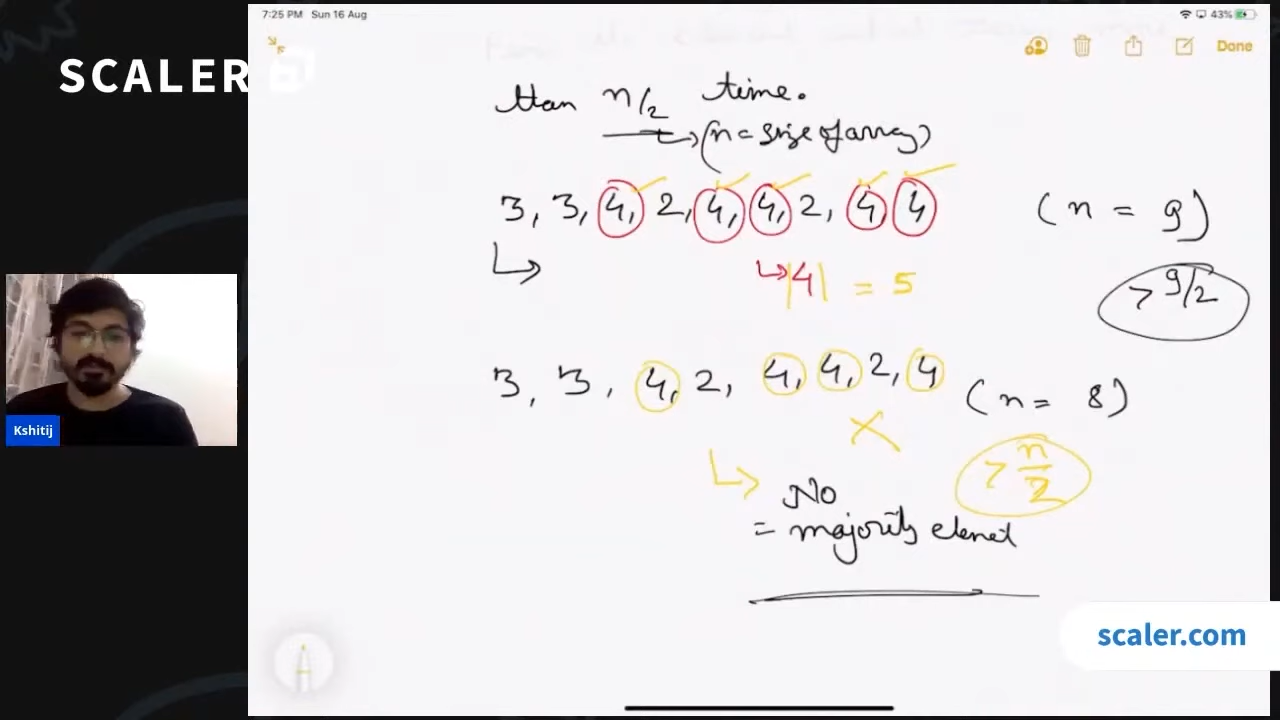 7:25 PM Sun 16 Aug
43%
Done
SCALER
than n/2 time.
(n = size of array)
3, 3, 4, 2, 4, 4, 2, 4 4 (n = 9)
|4| = 5
> 9/2
3, 3, 4, 2, 4, 4, 2, 4 (n = 8)
> n/2
No
= majority elenet
Kshitij
scaler.com